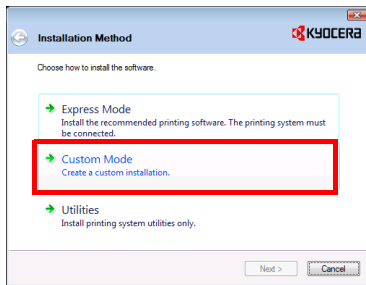 Installation Method
KYOCERA
Choose how to install the software.
Express Mode
Install the recommended printing software. The printing system must
be connected.
Custom Mode
Create a custom installation.
Utilities
Install printing system utilities only.
Next >
Cancel